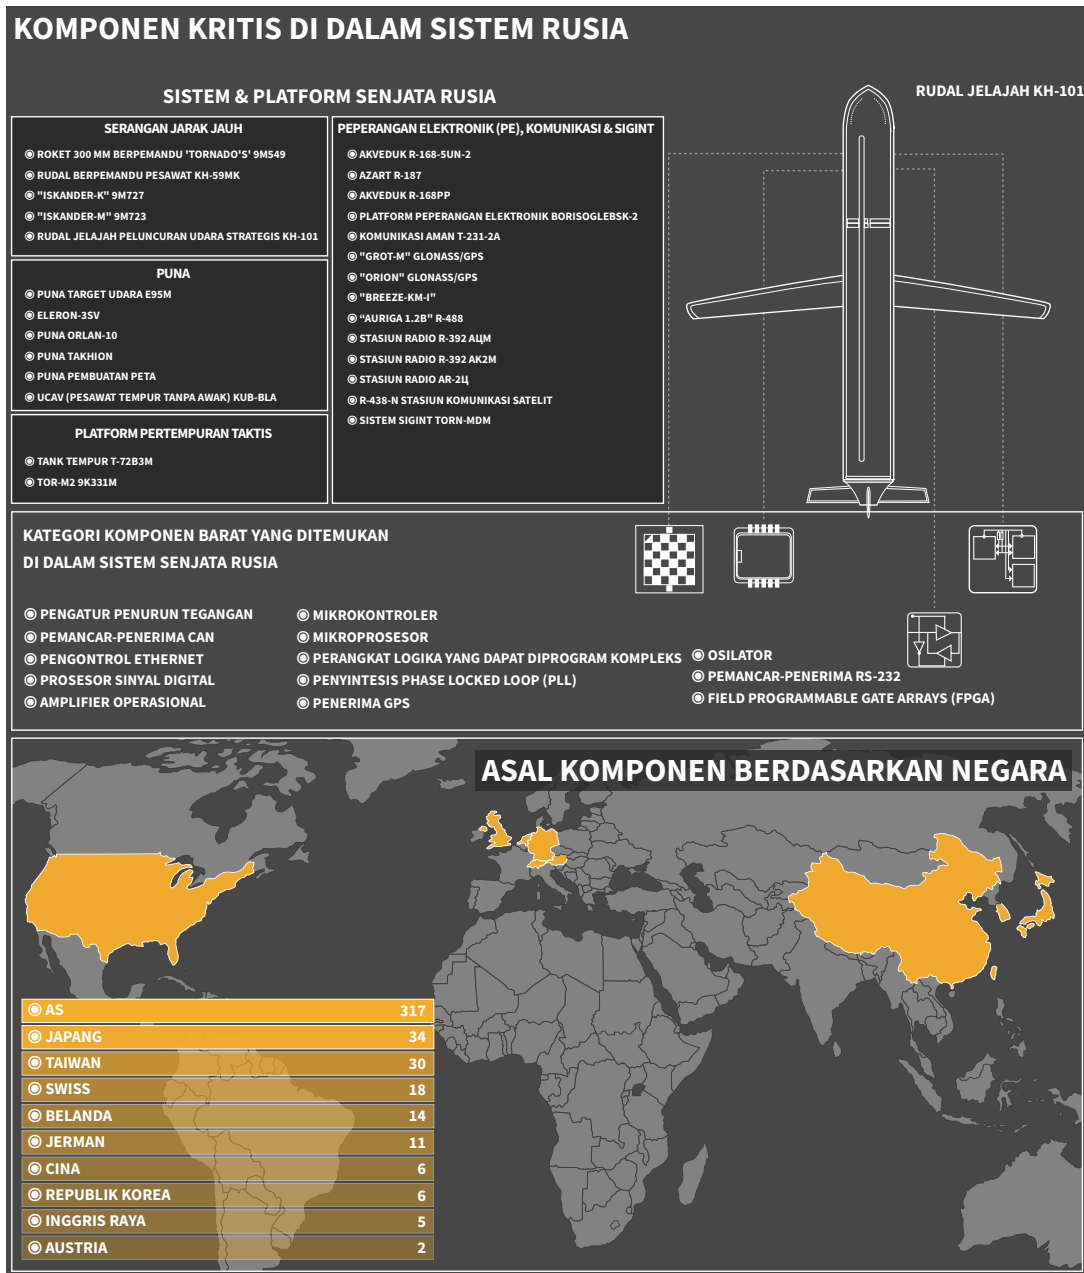 KOMPONEN KRITIS DI DALAM SISTEM RUSIA
SISTEM & PLATFORM SENJATA RUSIA
RUDAL JELAJAH KH-101
SERANGAN JARAK JAUH
ROKET 300 MM BERPEMANDU 'TORNADO'S' 9M549
RUDAL BERPEMANDU PESAWAT KH-59MK
"ISKANDER-K" 9M727
"ISKANDER-M" 9M723
RUDAL JELAJAH PELUNCURAN UDARA STRATEGIS KH-101
PUNA
PUNA TARGET UDARA E95M
ELERON-3SV
PUNA ORLAN-10
PUNA TAKHION
PUNA PEMBUATAN PETA
UCAV (PESAWAT TEMPUR TANPA AWAK) KUB-BLA
PLATFORM PERTEMPURAN TAKTIS
TANK TEMPUR T-72B3M
TOR-M2 9K331M
PEPERANGAN ELEKTRONIK (PE), KOMUNIKASI & SIGINT
AKVEDUK R-168-5UN-2
AZART R-187
AKVEDUK R-168PP
PLATFORM PEPERANGAN ELEKTRONIK BORISOGLEBSK-2
KOMUNIKASI AMAN T-231-2A
"GROT-M" GLONASS/GPS
"ORION" GLONASS/GPS
"BREEZE-KM-I"
“AURIGA 1.2B" R-488
STASIUN RADIO R-392 АЦМ
STASIUN RADIO R-392 AK2M
STASIUN RADIO AR-2Ц
R-438-N STASIUN KOMUNIKASI SATELIT
SISTEM SIGINT TORN-MDM
KATEGORI KOMPONEN BARAT YANG DITEMUKAN
DI DALAM SISTEM SENJATA RUSIA
PENGATUR PENURUN TEGANGAN
PEMANCAR-PENERIMA CAN
PENGONTROL ETHERNET
PROSESOR SINYAL DIGITAL
AMPLIFIER OPERASIONAL
MIKROKONTROLER
MIKROPROSESOR
PERANGKAT LOGIKA YANG DAPAT DIPROGRAM KOMPLEKS
PENYINTESIS PHASE LOCKED LOOP (PLL)
PENERIMA GPS
OSILATOR
PEMANCAR-PENERIMA RS-232
FIELD PROGRAMMABLE GATE ARRAYS (FPGA)
ASAL KOMPONEN BERDASARKAN NEGARA
AS 317
JAPANG 34
TAIWAN 30
SWISS 18
BELANDA 14
JERMAN 11
CINA 6
REPUBLIK KOREA 6
INGGRIS RAYA 5
AUSTRIA 2